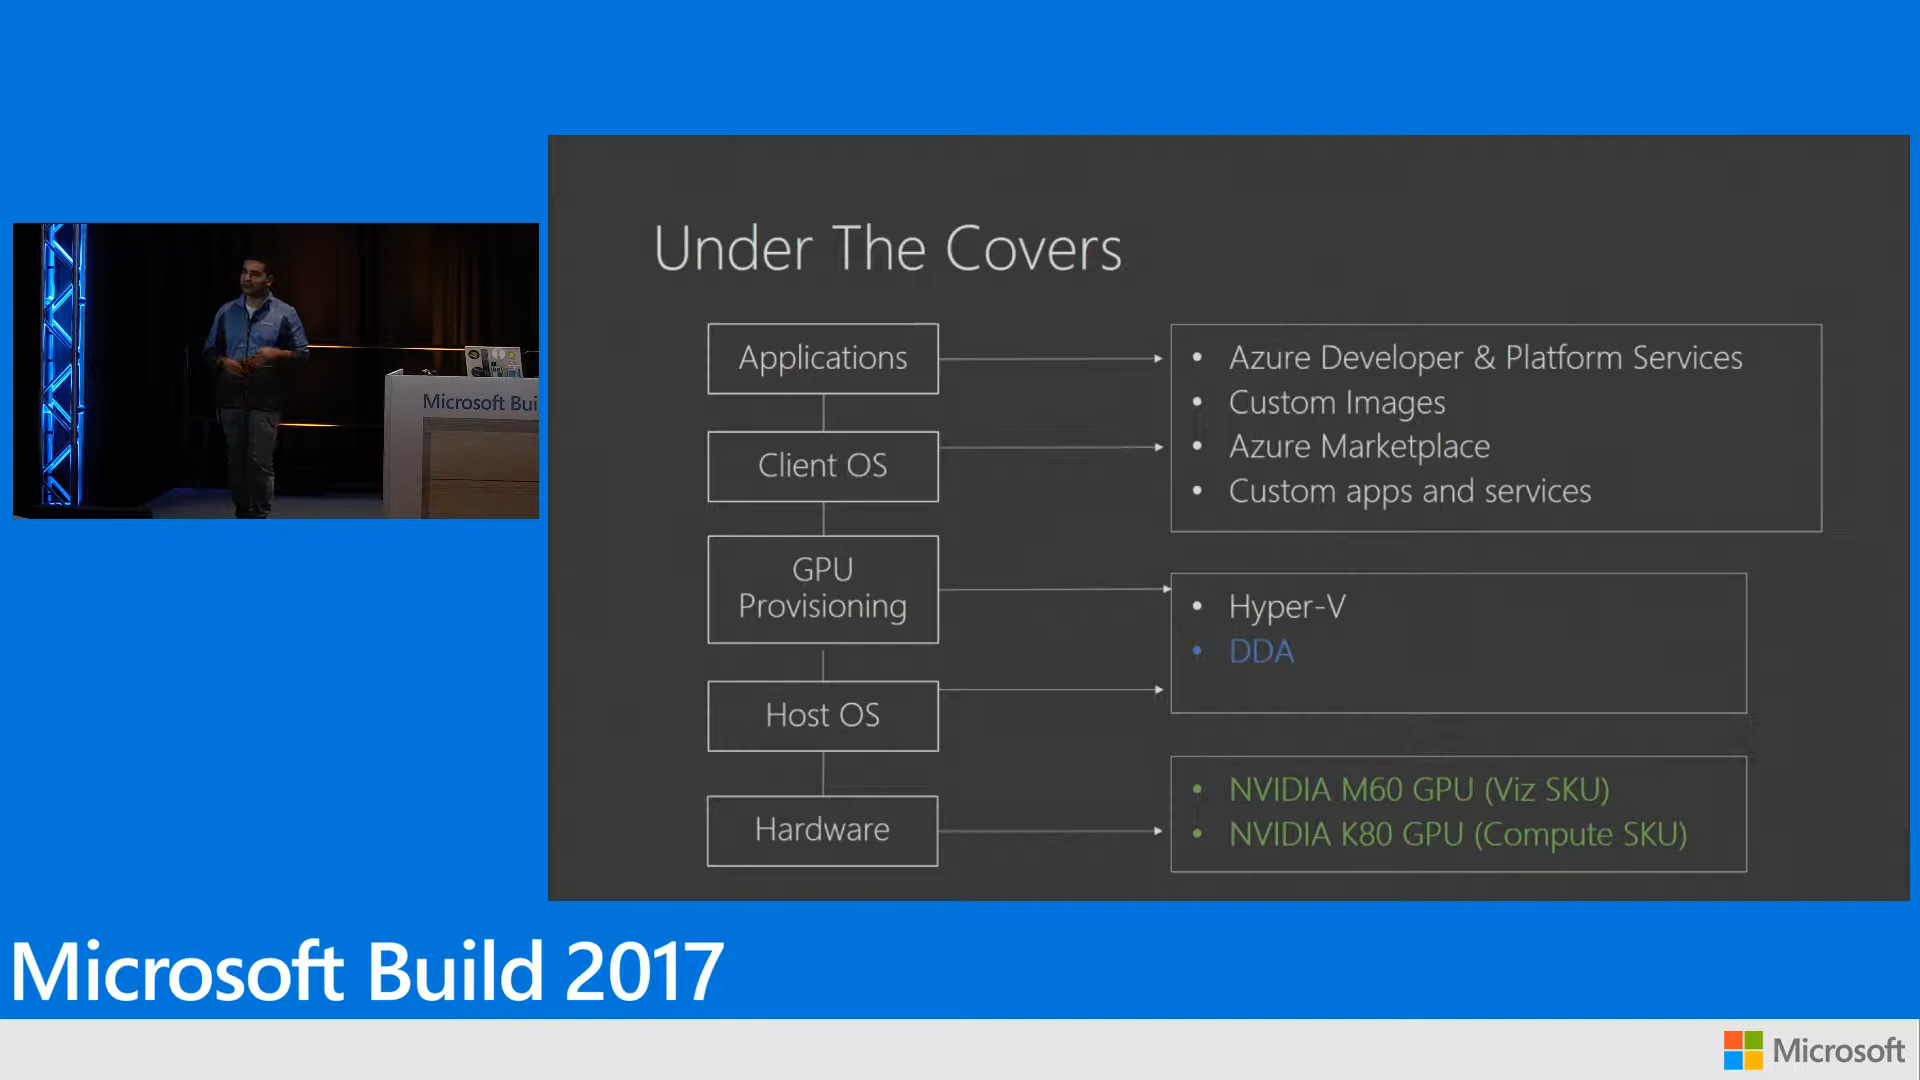 Under The Covers
Applications
Client OS
GPU
Provisioning
Host OS
Hardware
• Azure Developer & Platform Services
• Custom Images
• Azure Marketplace
• Custom apps and services
• Hyper-V
• DDA
• NVIDIA M60 GPU (Viz SKU)
• NVIDIA K80 GPU (Compute SKU)
Microsoft Bui
Microsoft Build 2017
Microsoft